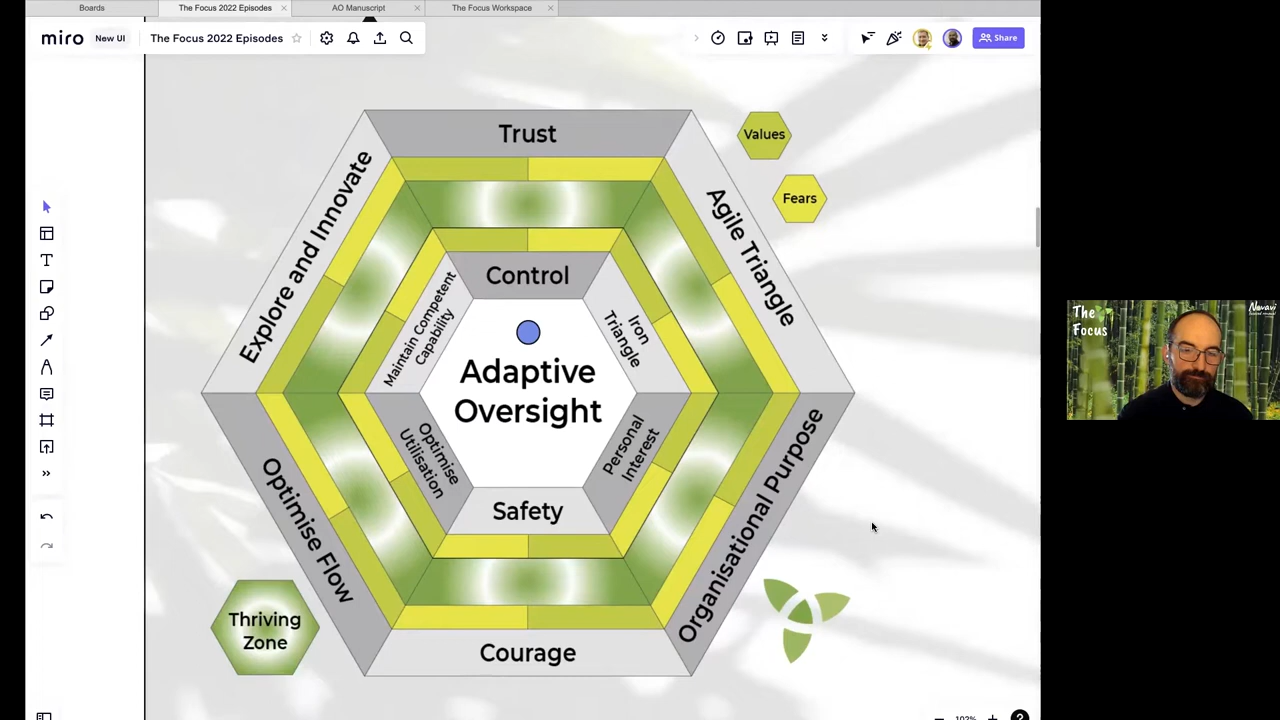 Boards
The Focus 2022 Episodes
AO Manuscript
The Focus Workspace
miro
New UI
The Focus 2022 Episodes
Share
Trust
Explore and Innovate
Agile Triangle
Values
Fears
Control
Maintain Competent
Capability
Iron
Triangle
Adaptive
Oversight
Optimise
Utilisation
Personal
Interest
Safety
Optimise Flow
Organisational Purpose
Courage
Thriving
Zone
The
Focus
102%
?